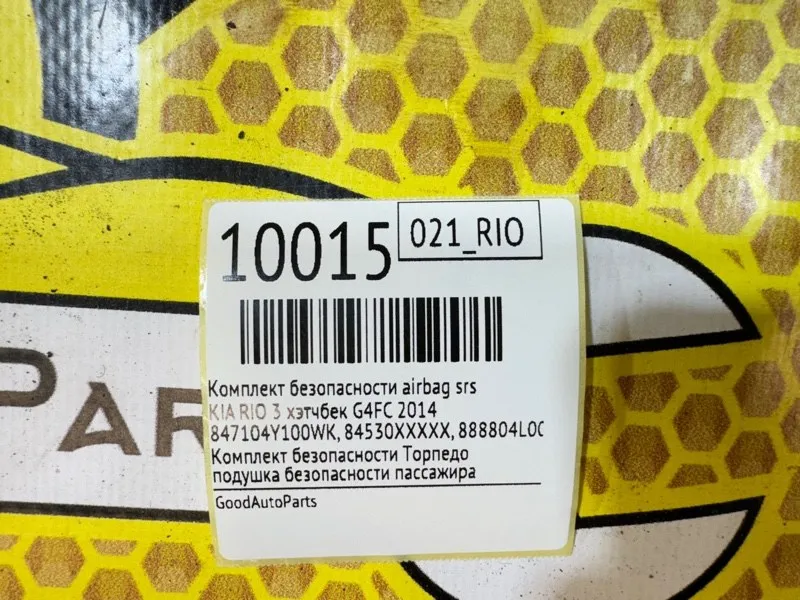 10015
021_RIO
Комплект безопасности airbag srs
KIA RIO 3 хэтчбек G4FC 2014
847104Y100WK, 84530XXXXX, 888804L0
Комплект безопасности Торпедо
подушка безопасности пассажира
GoodAutoParts
PAR